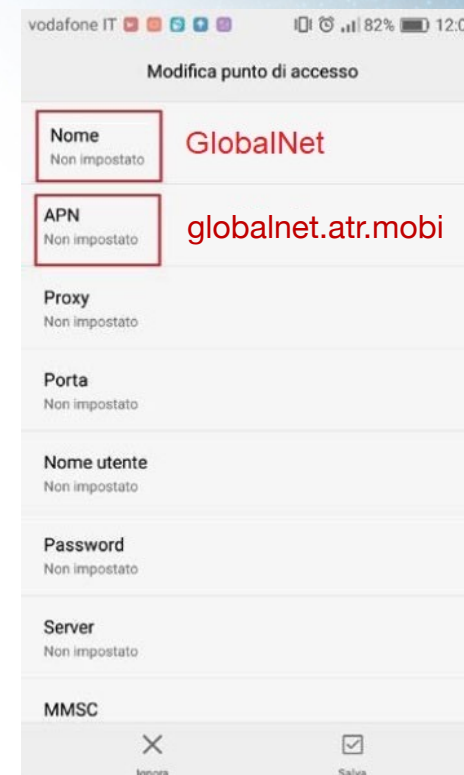 vodafone IT 82% 12:0
Modifica punto di accesso
Nome GlobalNet
Non impostato
APN globalnet.atr.mobi
Non impostato
Proxy
Non impostato
Porta
Non impostato
Nome utente
Non impostato
Password
Non impostato
Server
Non impostato
MMSC
Ignora Salva